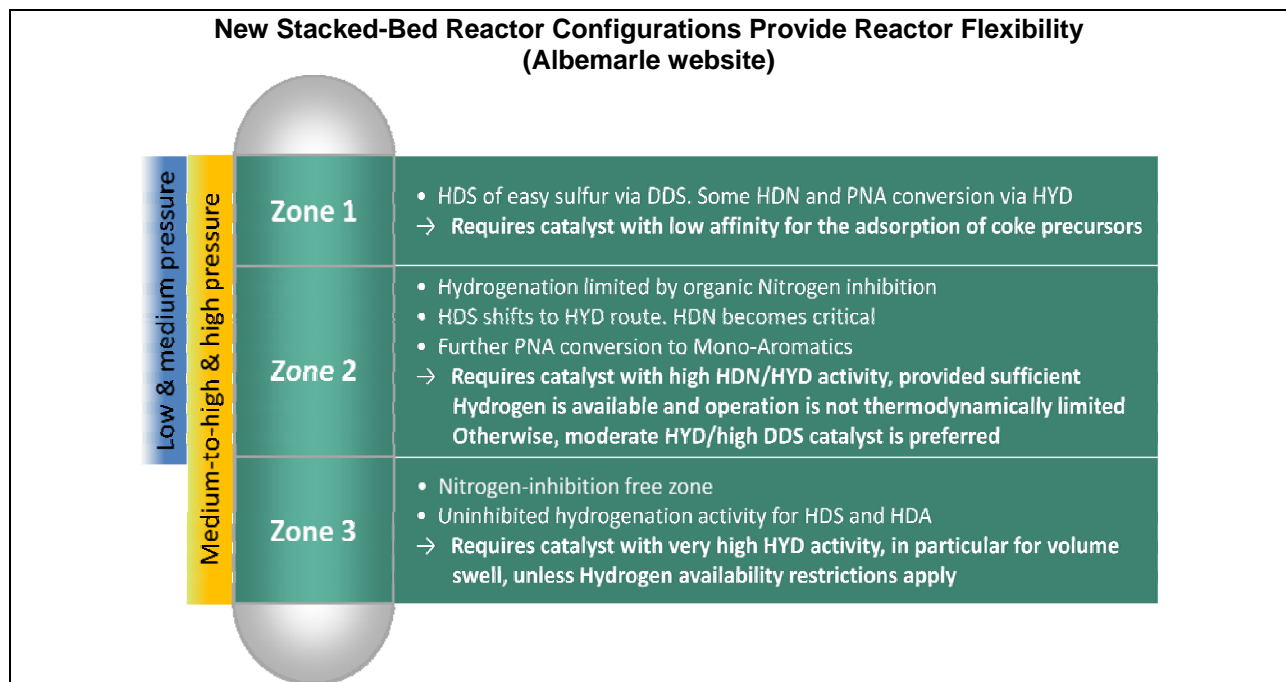 New Stacked-Bed Reactor Configurations Provide Reactor Flexibility
(Albemarle website)
Low & medium pressure
Medium-to-high & high pressure
Zone 1
• HDS of easy sulfur via DDS. Some HDN and PNA conversion via HYD
→ Requires catalyst with low affinity for the adsorption of coke precursors
Zone 2
• Hydrogenation limited by organic Nitrogen inhibition
• HDS shifts to HYD route. HDN becomes critical
• Further PNA conversion to Mono-Aromatics
→ Requires catalyst with high HDN/HYD activity, provided sufficient
Hydrogen is available and operation is not thermodynamically limited
Otherwise, moderate HYD/high DDS catalyst is preferred
Zone 3
• Nitrogen-inhibition free zone
• Uninhibited hydrogenation activity for HDS and HDA
→ Requires catalyst with very high HYD activity, in particular for volume
swell, unless Hydrogen availability restrictions apply